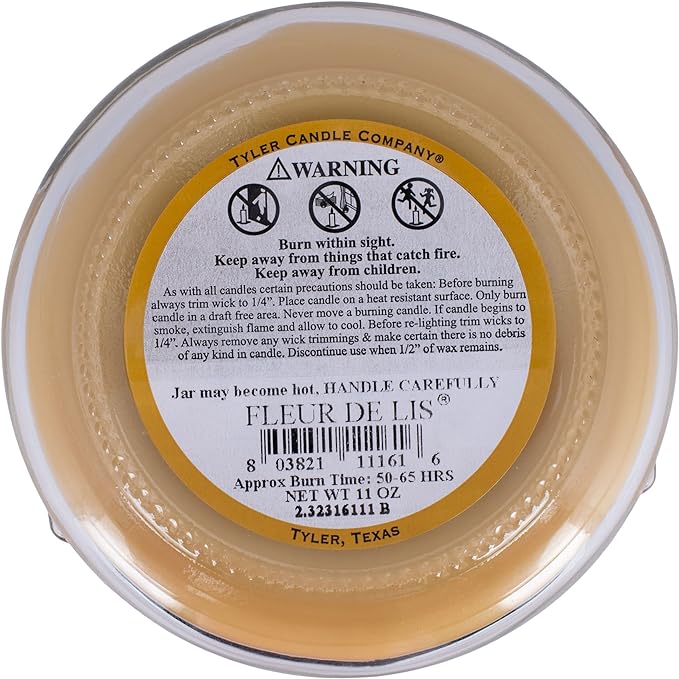 TYLER CANDLE COMPANY®
⚠WARNING
Burn within sight.
Keep away from things that catch fire.
Keep away from children.
As with all candles certain precautions should be taken: Before burning
always trim wick to 1/4”. Place candle on a heat resistant surface. Only burn
candle in a draft free area. Never move a burning candle. If candle begins to
smoke, extinguish flame and allow to cool. Before re-lighting trim wicks to
1/4”. Always remove any wick trimmings & make certain there is no debris
of any kind in candle. Discontinue use when 1/2” of wax remains.
Jar may become hot, HANDLE CAREFULLY
FLEUR DE LIS®
8 03821 11161 6
Approx Burn Time: 50-65 HRS
NET WT 11 OZ
2.32316111 B
TYLER, TEXAS